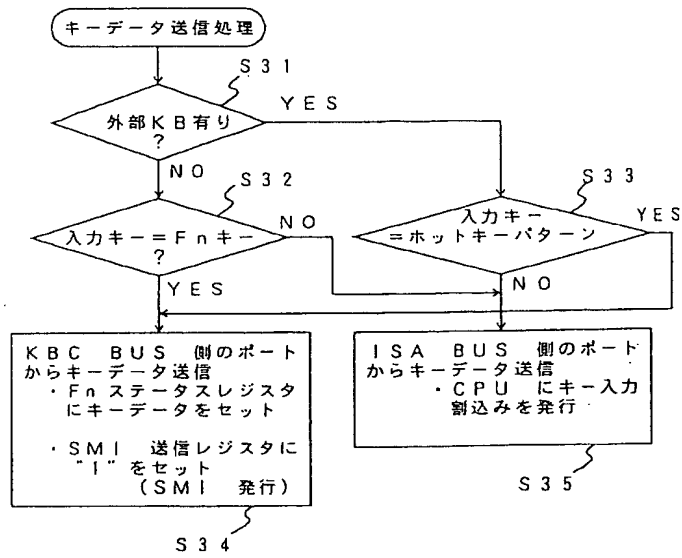 キーデータ送信処理
S31
外部KB有り
?
YES
NO
S32
入力キー=Fnキー
?
NO
YES
S33
入力キー
=ホットキーパターン
YES
NO
KBC BUS 側のポート
からキーデータ送信
・Fnステータスレジスタ
にキーデータをセット
・SMI 送信レジスタに
"1"をセット
(SMI 発行)
S34
ISA BUS 側のポート
からキーデータ送信
・CPU にキー入力
割込みを発行
S35